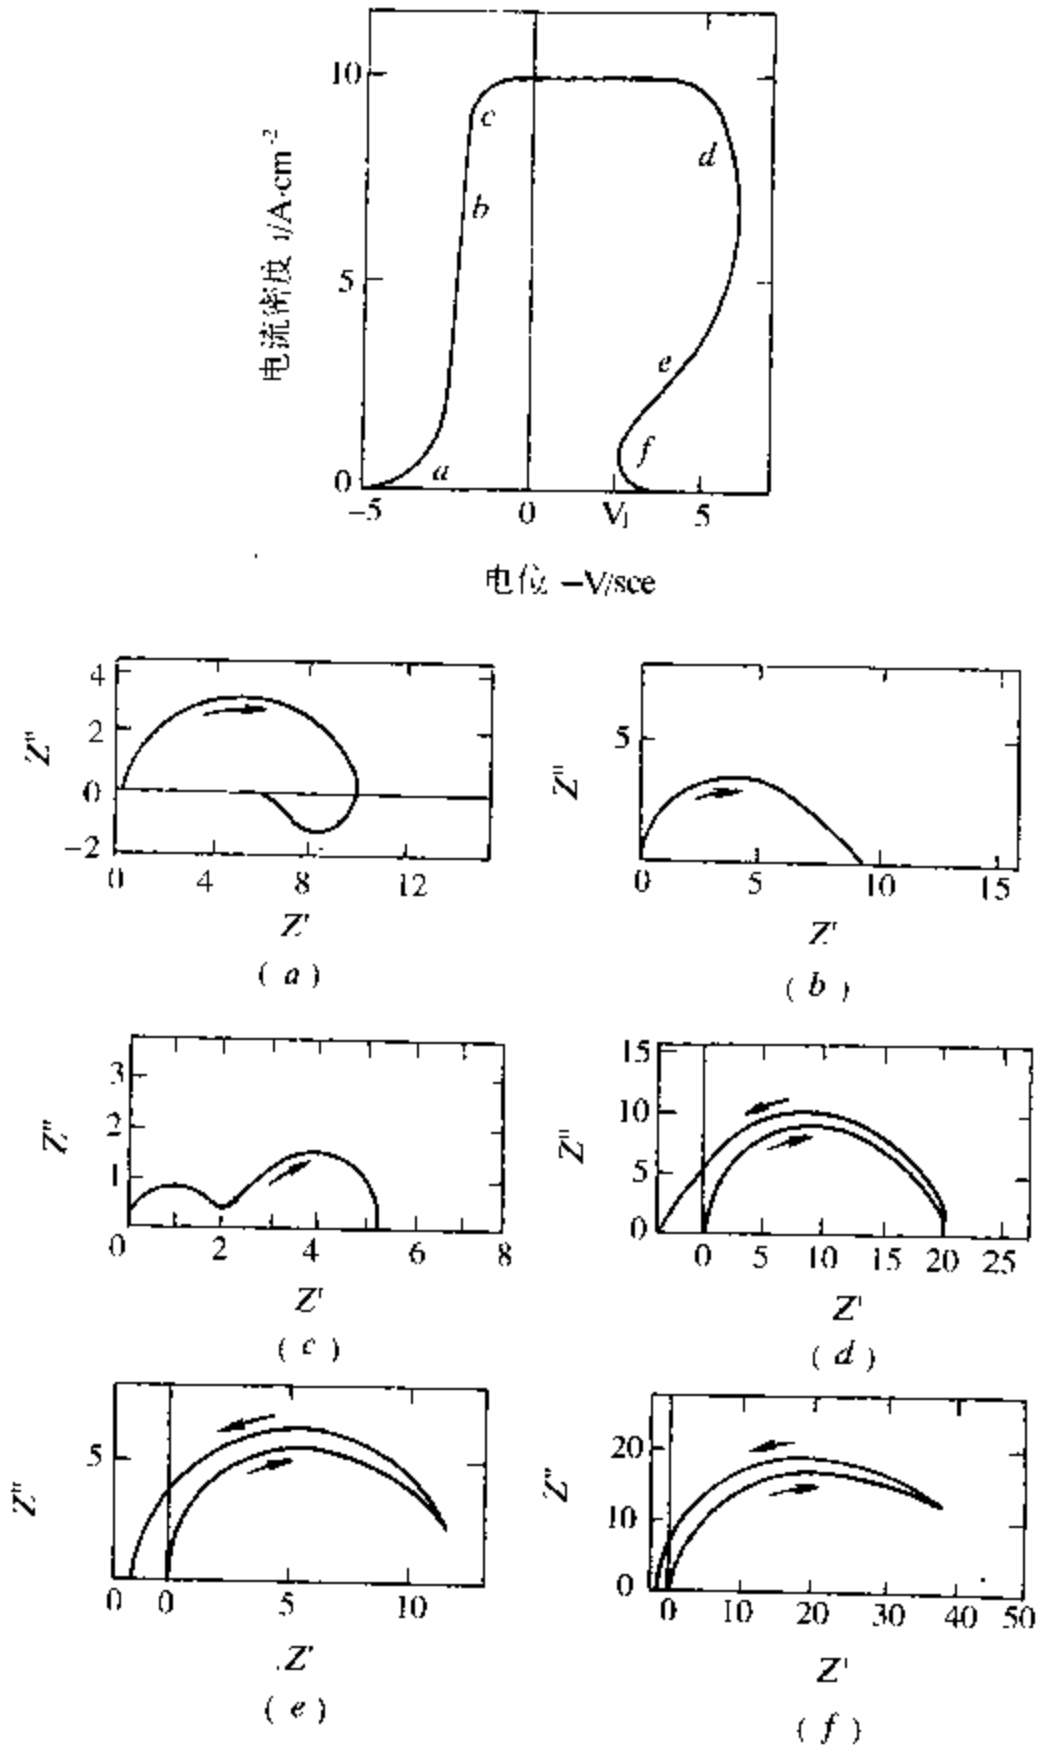 10
5
0
电流密度 i/A·cm⁻²
c
b
a
d
e
f
-5 0 V₁ 5
电位 -V/sce
4
2
0
-2
Z''
0 4 8 12
Z'
( a )
5
Z''
0 5 10 15
Z'
( b )
3
2
1
Z''
0 2 4 6 8
Z'
( c )
15
10
5
0
Z''
0 5 10 15 20 25
Z'
( d )
5
Z''
0 0 5 10
Z'
( e )
20
10
0
Z''
0 10 20 30 40 50
Z'
( f )